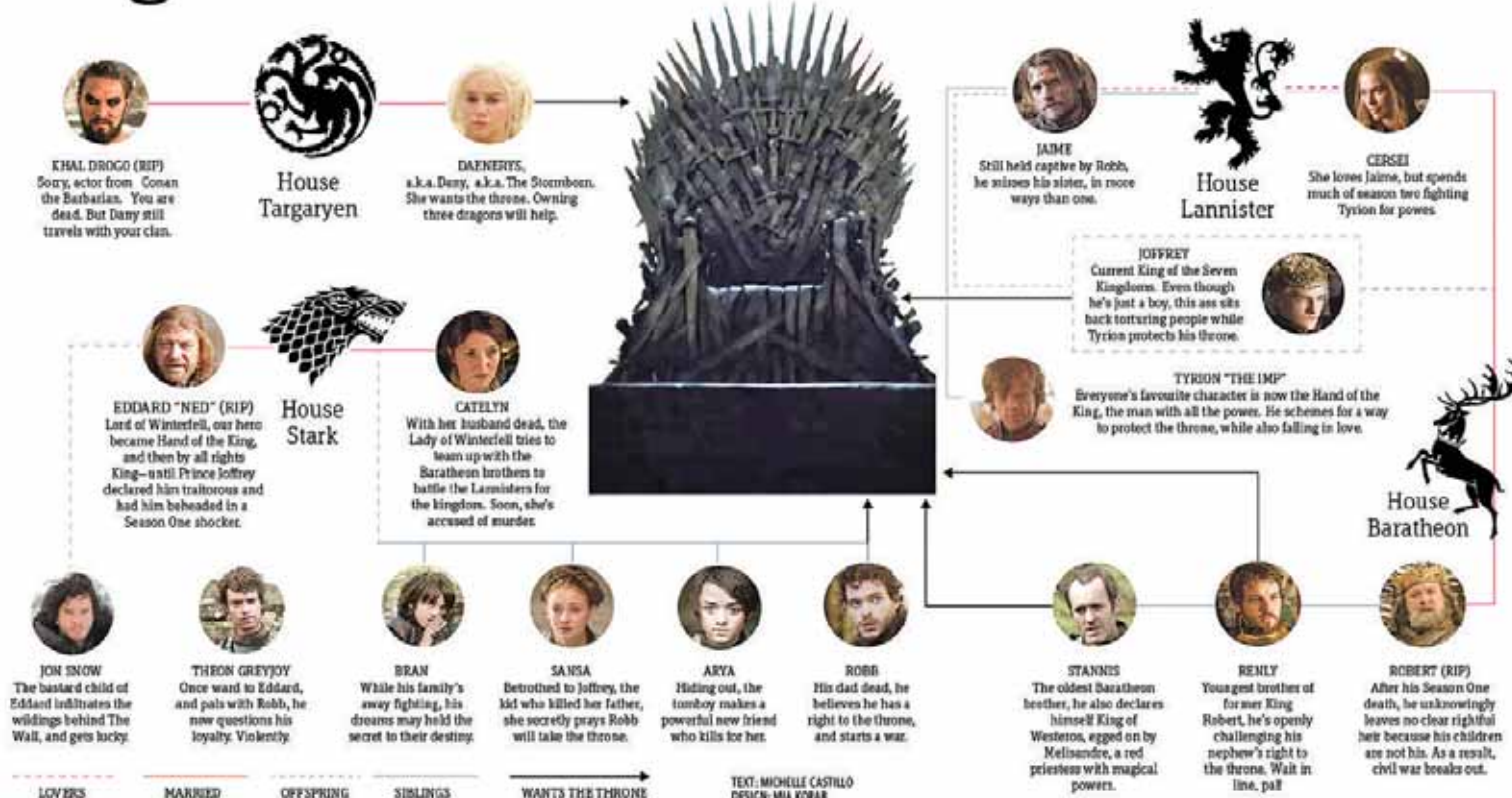 KHAL DROGO (RIP)
Sorry, actor from Conan
the Barbarian. You are
dead. But Dany still
travels with your clan.
House
Targaryen
DAENERYS,
a.k.a. Dany, a.k.a. The Stormborn.
She wants the throne. Owning
three dragons will help.
JAIME
Still held captive by Robb,
he misses his sister, in more
ways than one.
House
Lannister
CERSEI
She loves Jaime, but spends
much of season two fighting
Tyrion for power.
JOFFREY
Current King of the Seven
Kingdoms. Even though
he's just a boy, this ass sits
back torturing people while
Tyrion protects his throne.
TYRION "THE IMP"
Everyone's favourite character is now the Hand of the
King, the man with all the power. He schemes for a way
to protect the throne, while also falling in love.
EDDARD "NED" (RIP)
Lord of Winterfell, our hero
became Hand of the King,
and then by all rights
King—until Prince Joffrey
declared him traitorous and
had him beheaded in a
Season One shocker.
House
Stark
CATELYN
With her husband dead, the
Lady of Winterfell tries to
team up with the
Baratheon brothers to
battle the Lannisters for
the kingdom. Soon, she's
accused of murder.
House
Baratheon
JON SNOW
The bastard child of
Eddard infiltrates the
wildings behind The
Wall, and gets lucky.
THEON GREYJOY
Once ward to Eddard,
and pals with Robb, he
now questions his
loyalty. Violently.
BRAN
While his family's
away fighting, his
dreams may hold the
secret to their destiny.
SANSA
Betrothed to Joffrey, the
kid who killed her father,
she secretly prays Robb
will take the throne.
ARYA
Hiding out, the
tomboy makes a
powerful new friend
who kills for her.
ROBB
His dad dead, he
believes he has a
right to the throne,
and starts a war.
STANNIS
The oldest Baratheon
brother, he also declares
himself King of
Westeros, egged on by
Melisandre, a red
priestess with magical
powers.
RENLY
Youngest brother of
former King
Robert, he's openly
challenging his
nephew's right to
the throne. Wait in
line, pal!
ROBERT (RIP)
After his Season One
death, he unknowingly
leaves no clear rightful
heir because his children
are not his. As a result,
civil war breaks out.
LOVERS
MARRIED
OFFSPRING
SIBLINGS
WANTS THE THRONE
TEXT: MICHELLE CASTILLO
DESIGN: MIA KORAB